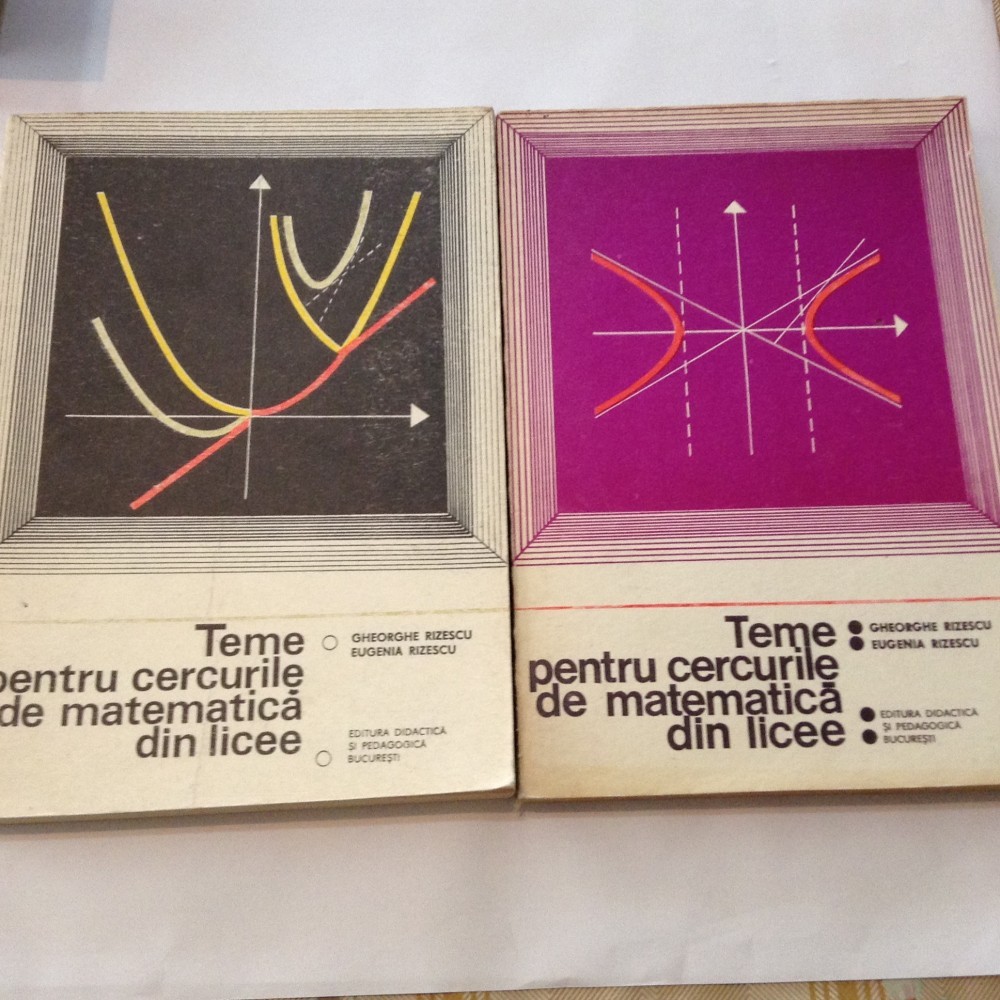 Teme
pentru cercurile
de matematică
din licee
GHEORGHE RIZESCU
EUGENIA RIZESCU
EDITURA DIDACTICĂ
ȘI PEDAGOGICĂ
BUCUREȘTI
Teme
pentru cercurile
de matematică
din licee
GHEORGHE RIZESCU
EUGENIA RIZESCU
EDITURA DIDACTICĂ
ȘI PEDAGOGICĂ
BUCUREȘTI